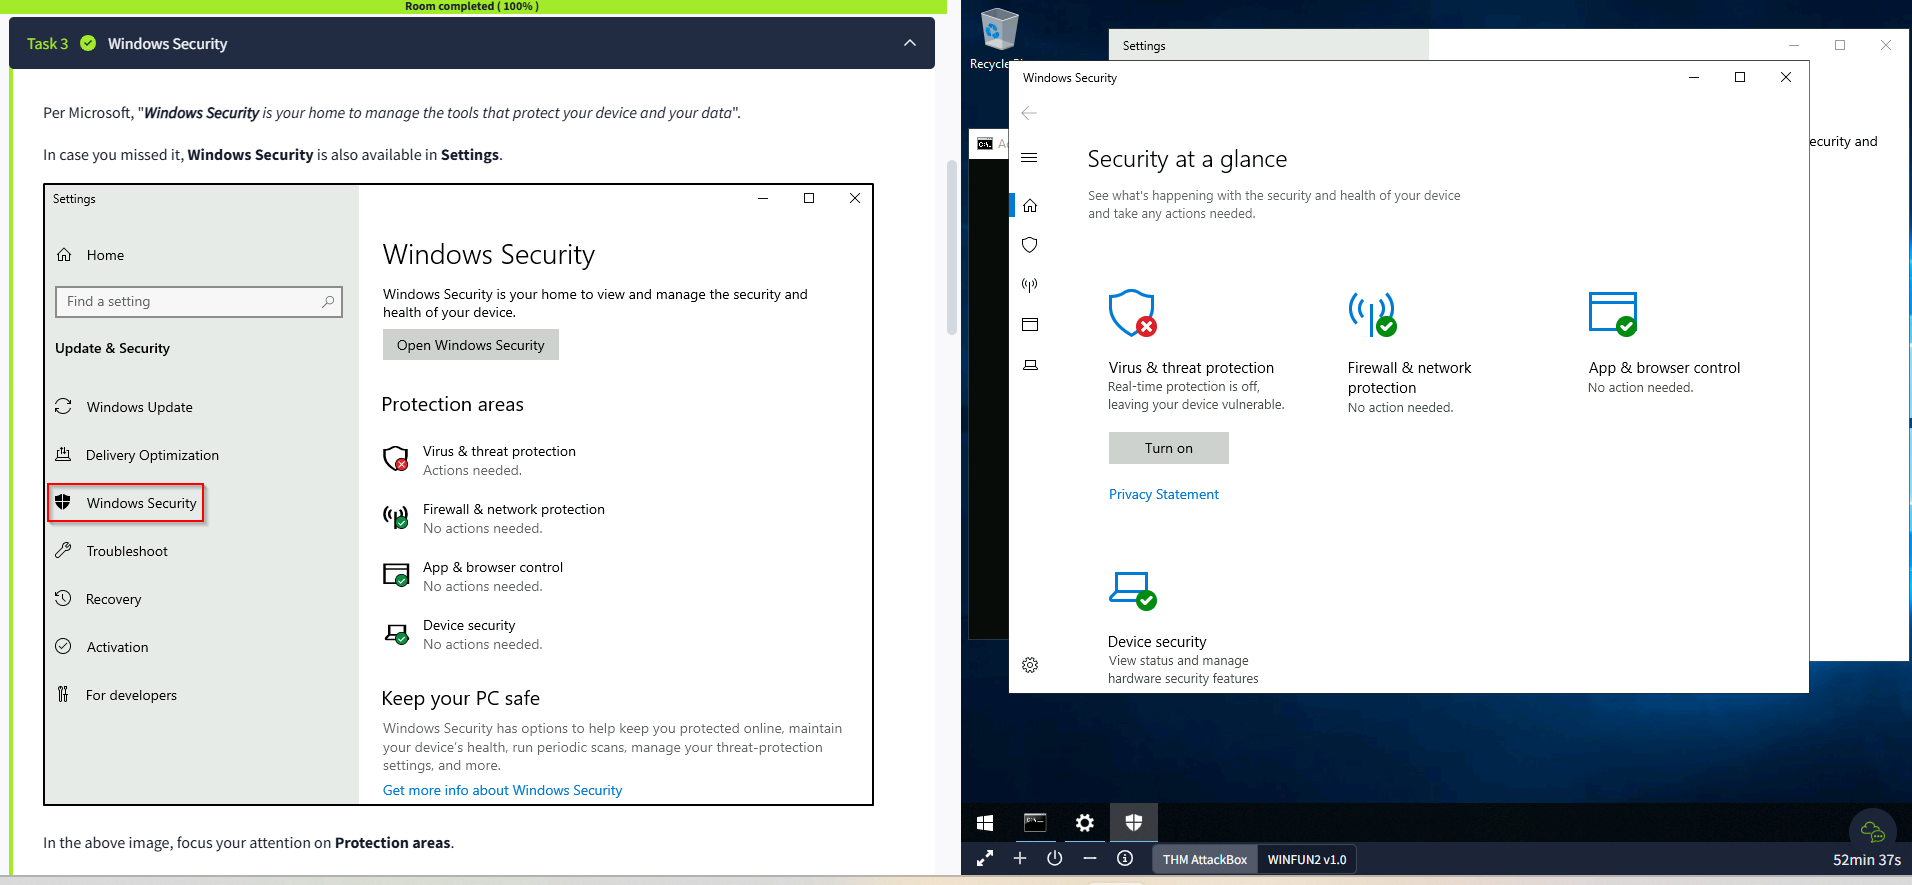 Room completed ( 100% )
Task 3 Windows Security
Per Microsoft, "Windows Security is your home to manage the tools that protect your device and your data".
In case you missed it, Windows Security is also available in Settings.
Settings
Home
Find a setting
Update & Security
Windows Update
Delivery Optimization
Windows Security
Troubleshoot
Recovery
Activation
For developers
Windows Security
Windows Security is your home to view and manage the security and
health of your device.
Open Windows Security
Protection areas
Virus & threat protection
Actions needed.
Firewall & network protection
No actions needed.
App & browser control
No actions needed.
Device security
No actions needed.
Keep your PC safe
Windows Security has options to help keep you protected online, maintain
your device's health, run periodic scans, manage your threat-protection
settings, and more.
Get more info about Windows Security
In the above image, focus your attention on Protection areas.
Settings
Windows Security
ecurity and
Security at a glance
See what's happening with the security and health of your device
and take any actions needed.
Virus & threat protection
Real-time protection is off,
leaving your device vulnerable.
Turn on
Privacy Statement
Firewall & network
protection
No action needed.
App & browser control
No action needed.
Device security
View status and manage
hardware security features
THM AttackBox
WINFUN2 v1.0
52min 37s